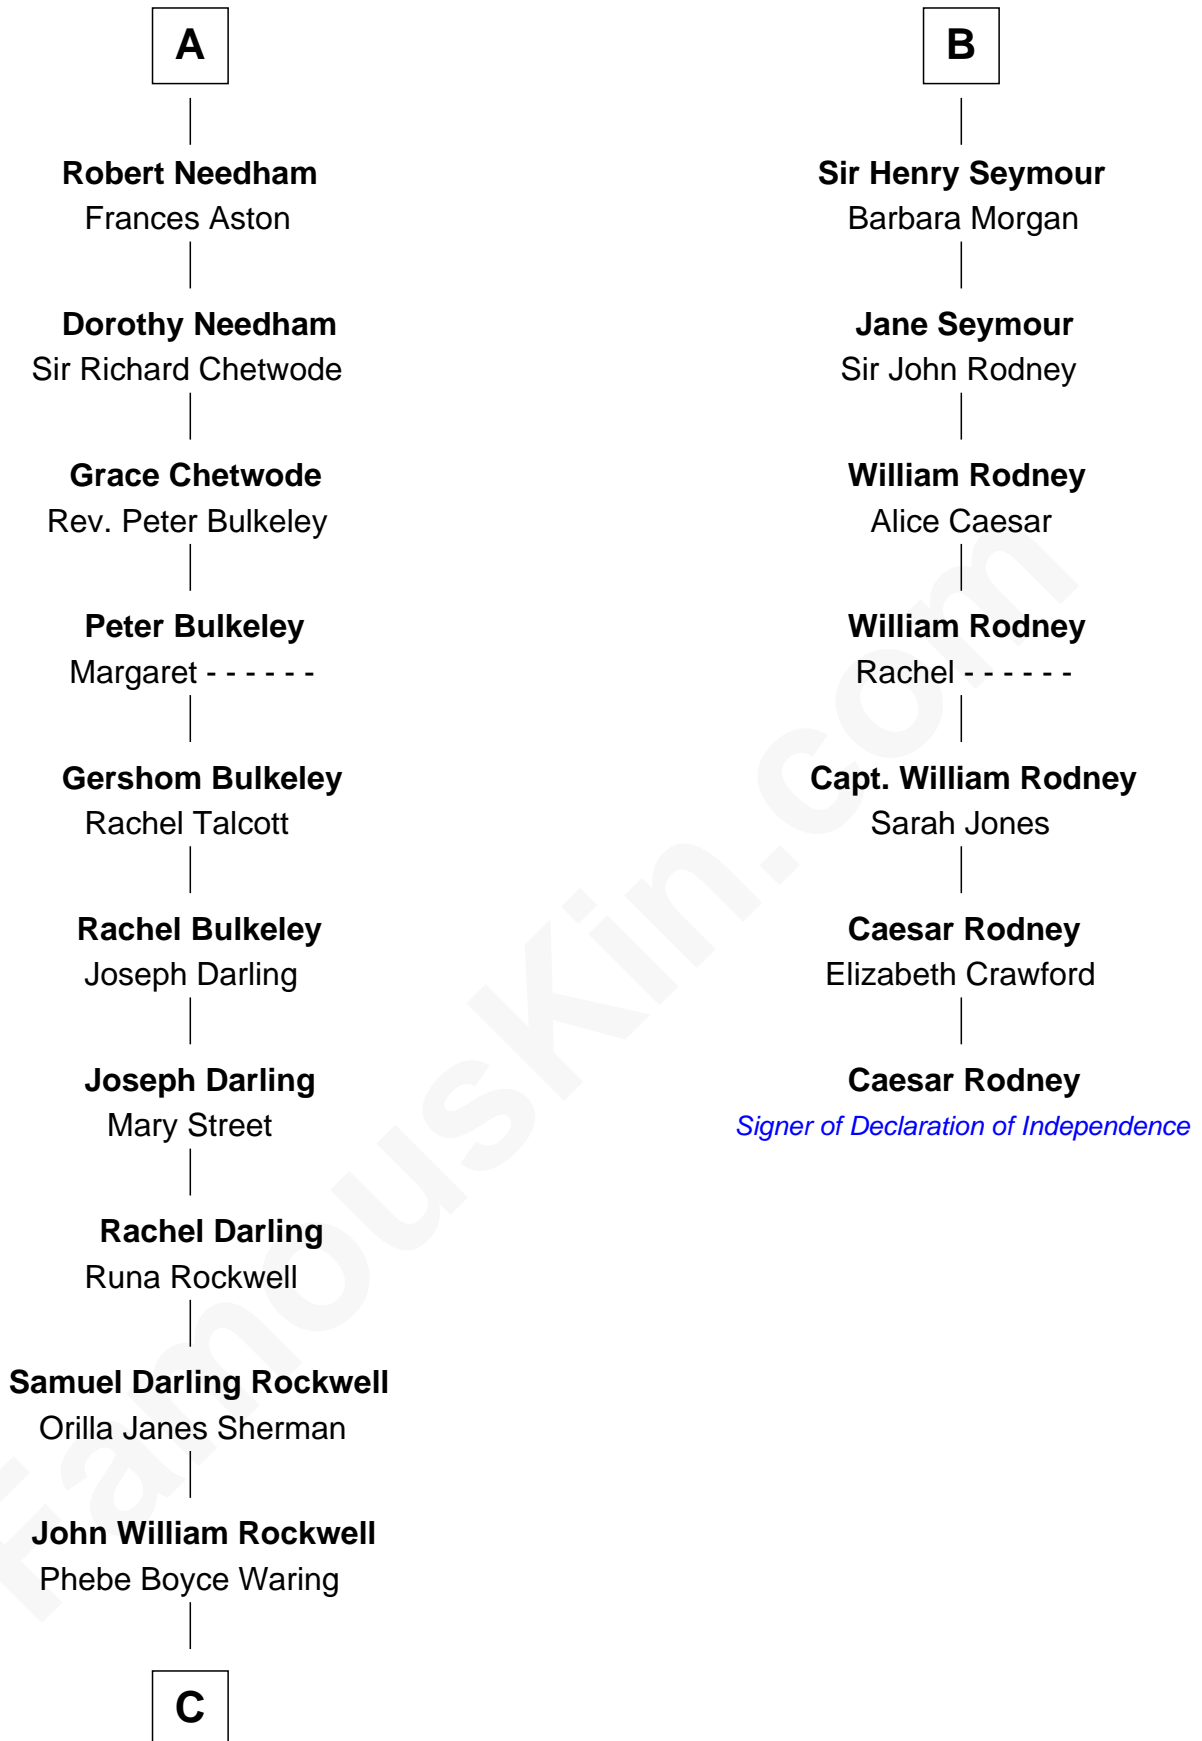 A
Robert Needham
Frances Aston
Dorothy Needham
Sir Richard Chetwode
Grace Chetwode
Rev. Peter Bulkeley
Peter Bulkeley
Margaret - - - - - -
Gershom Bulkeley
Rachel Talcott
Rachel Bulkeley
Joseph Darling
Joseph Darling
Mary Street
Rachel Darling
Runa Rockwell
Samuel Darling Rockwell
Orilla Janes Sherman
John William Rockwell
Phebe Boyce Waring
C
B
Sir Henry Seymour
Barbara Morgan
Jane Seymour
Sir John Rodney
William Rodney
Alice Caesar
William Rodney
Rachel - - - - - -
Capt. William Rodney
Sarah Jones
Caesar Rodney
Elizabeth Crawford
Caesar Rodney
Signer of Declaration of Independence
FamousKin.com